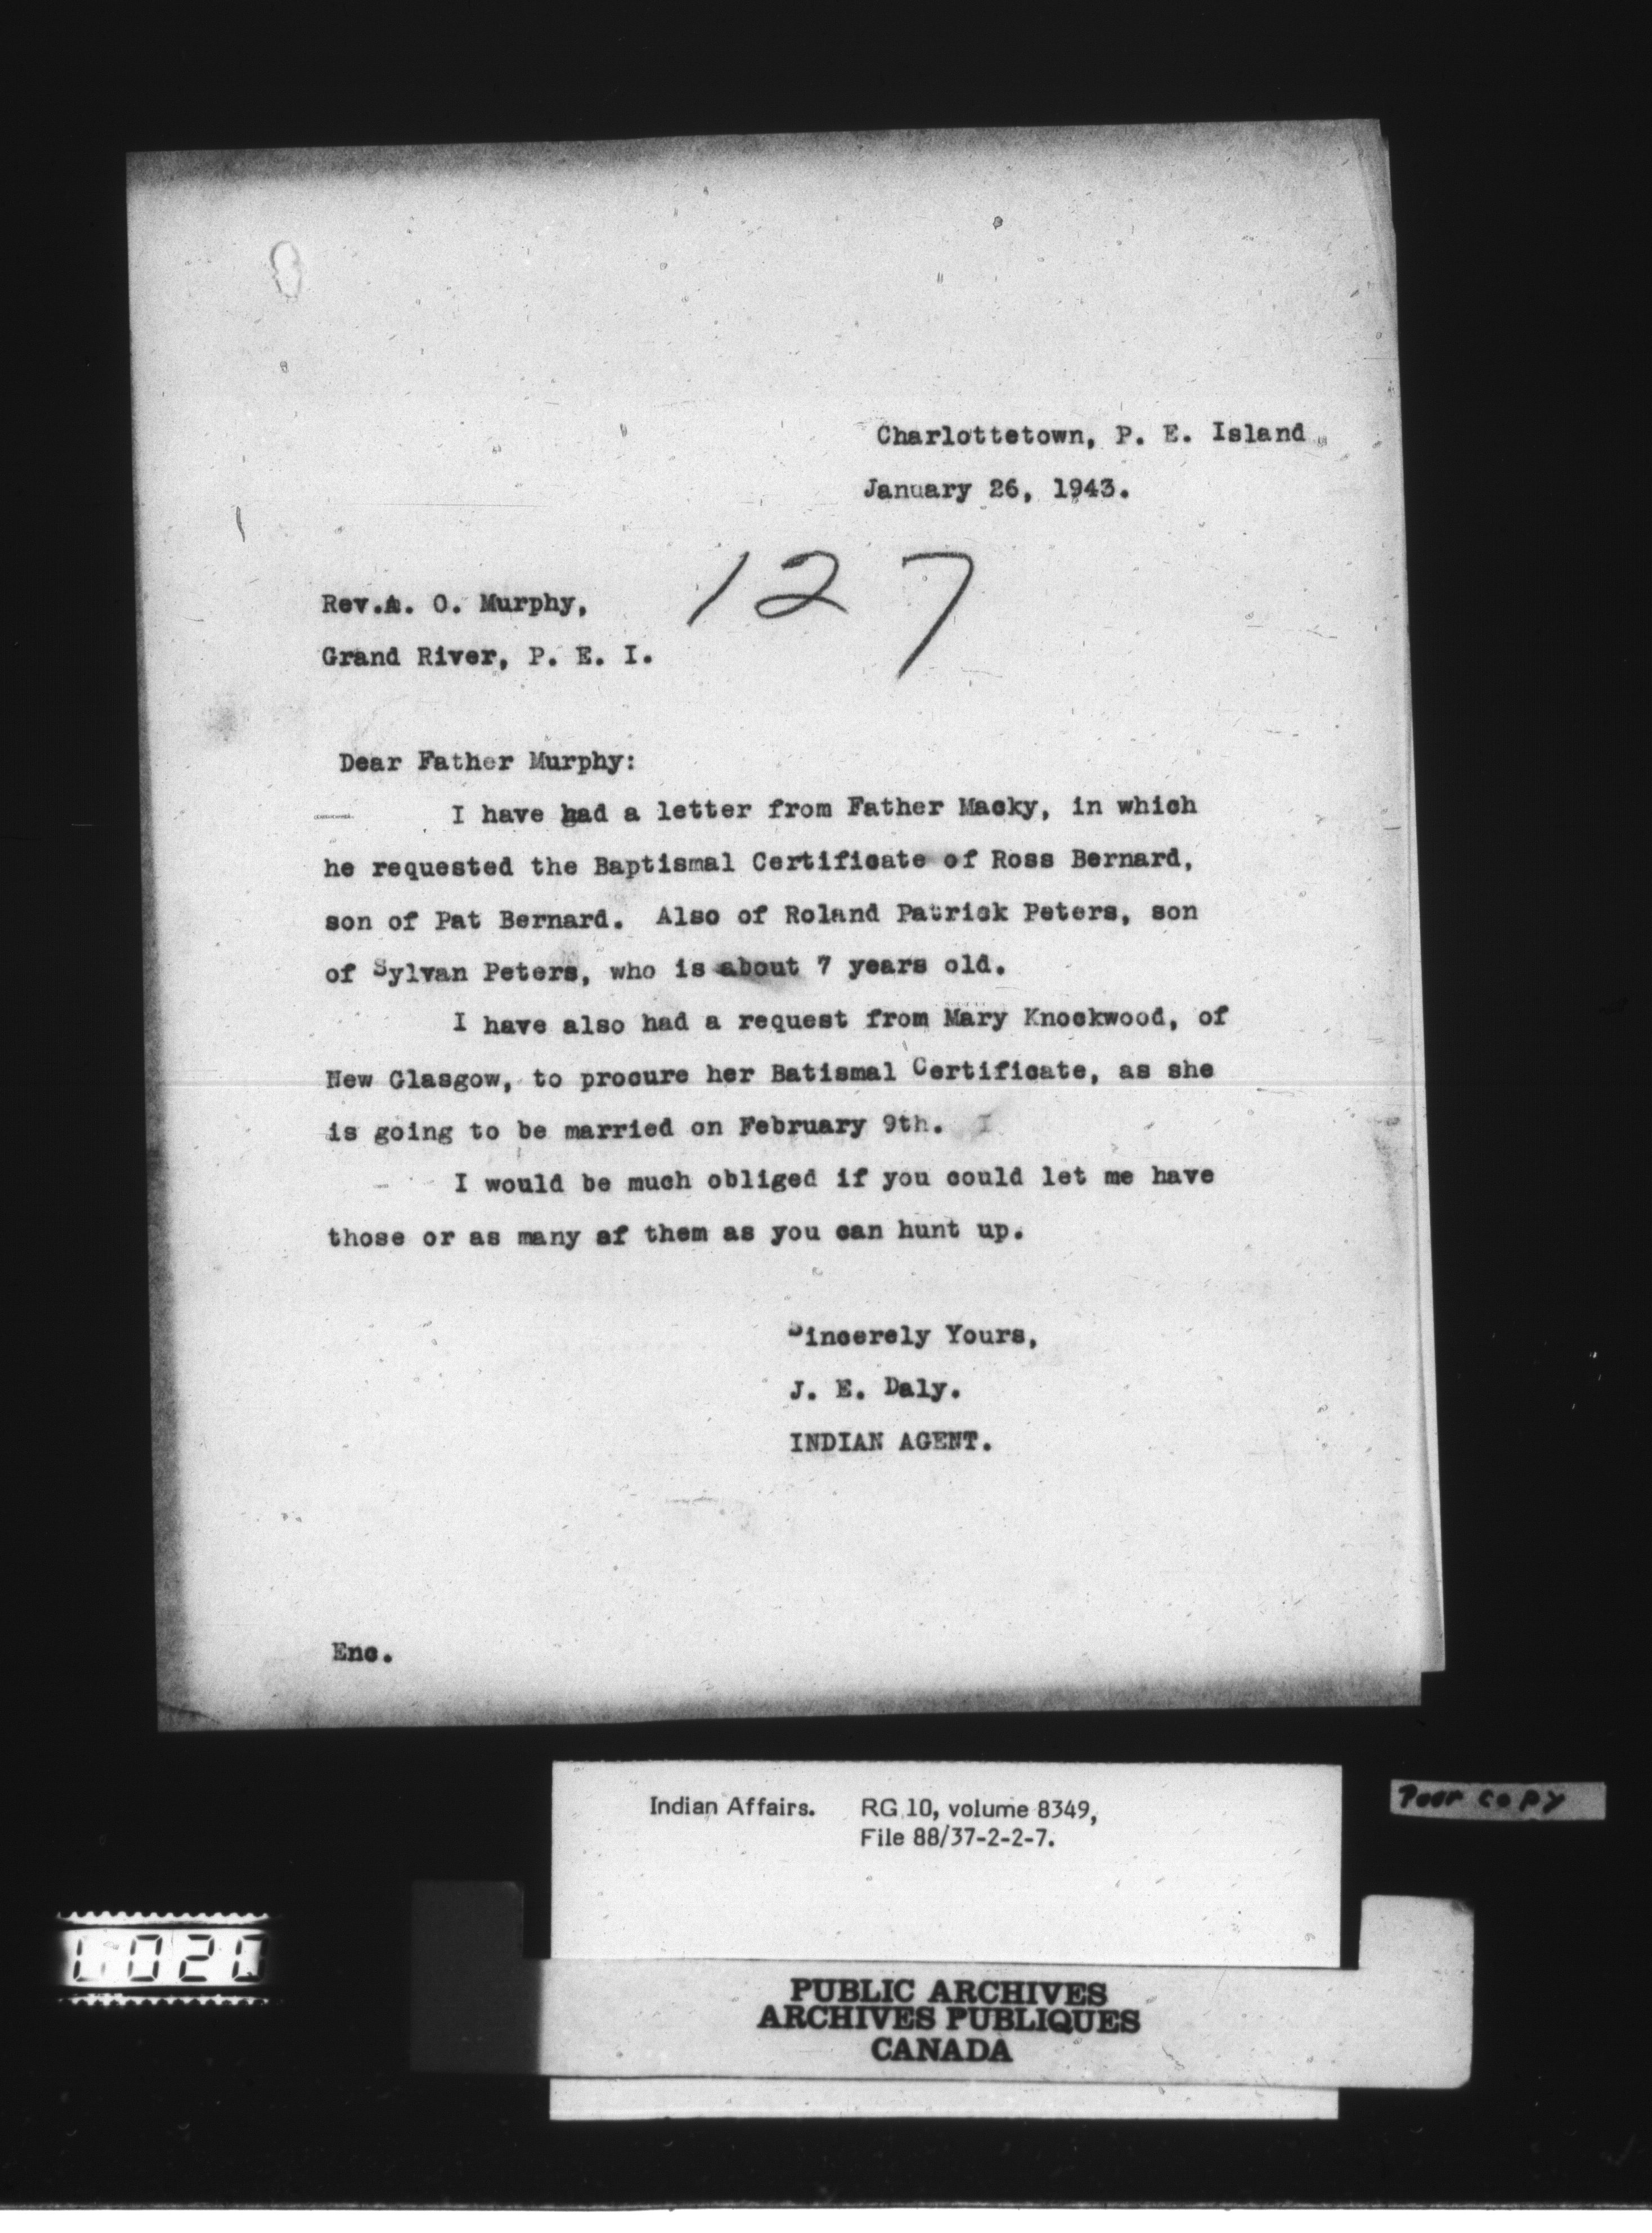 Charlottetown, P. E. Island
January 26, 1943.
127
Rev.A. O. Murphy,
Grand River, P. E. I.
Dear Father Murphy:
I have had a letter from Father Macky, in which
he requested the Baptismal Certificate of Ross Bernard,
son of Pat Bernard. Also of Roland Patrick Peters, son
of Sylvan Peters, who is about 7 years old.
I have also had a request from Mary Knockwood, of
New Glasgow, to procure her Batismal Certificate, as she
is going to be married on February 9th. I
I would be much obliged if you could let me have
those or as many of them as you can hunt up.
Sincerely Yours,
J. E. Daly.
INDIAN AGENT.
Enc.
Indian Affairs. RG 10, volume 8349,
File 88/37-2-2-7.
Poor copy
PUBLIC ARCHIVES
ARCHIVES PUBLIQUES
CANADA